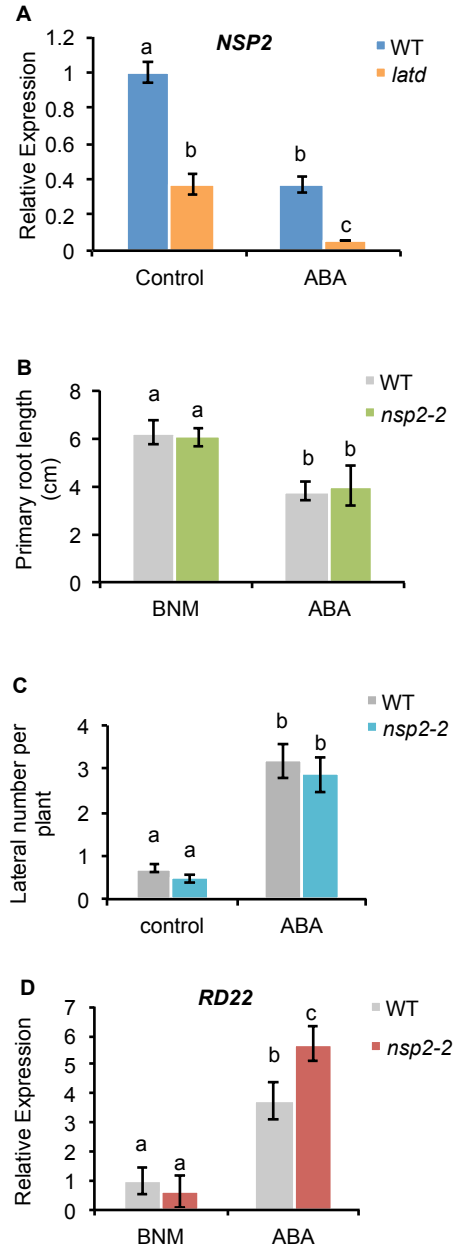 A
NSP2
WT
latd
Relative Expression
1.2
1
0.8
0.6
0.4
0.2
0
a
b
b
c
Control
ABA
B
WT
nsp2-2
Primary root length
(cm)
8
6
4
2
0
a
a
b
b
BNM
ABA
C
WT
nsp2-2
Lateral number per
plant
4
3
2
1
0
a
a
b
b
control
ABA
D
RD22
WT
nsp2-2
Relative Expression
7
6
5
4
3
2
1
0
a
a
b
c
BNM
ABA